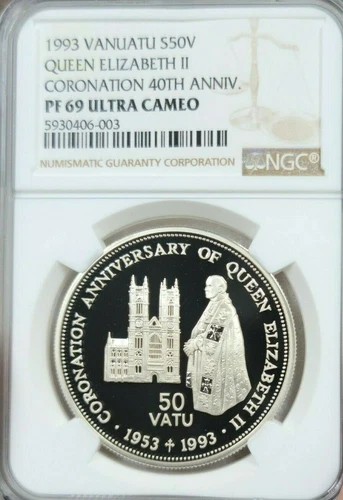 1993 VANUATU S50V
QUEEN ELIZABETH II
CORONATION 40TH ANNIV.
PF 69 ULTRA CAMEO
5930406-003
NUMISMATIC GUARANTY CORPORATION
NGC®
CORONATION ANNIVERSARY OF QUEEN ELIZABETH II
50
VATU
· 1953 ✝ 1993 ·